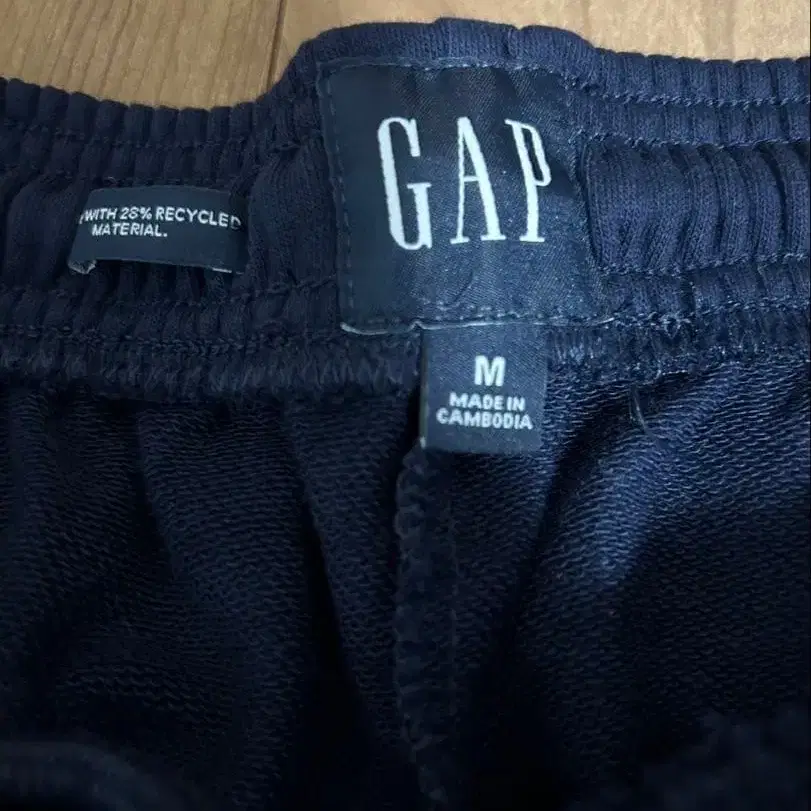 GAP
WITH 28% RECYCLED
MATERIAL.
M
MADE IN
CAMBODIA